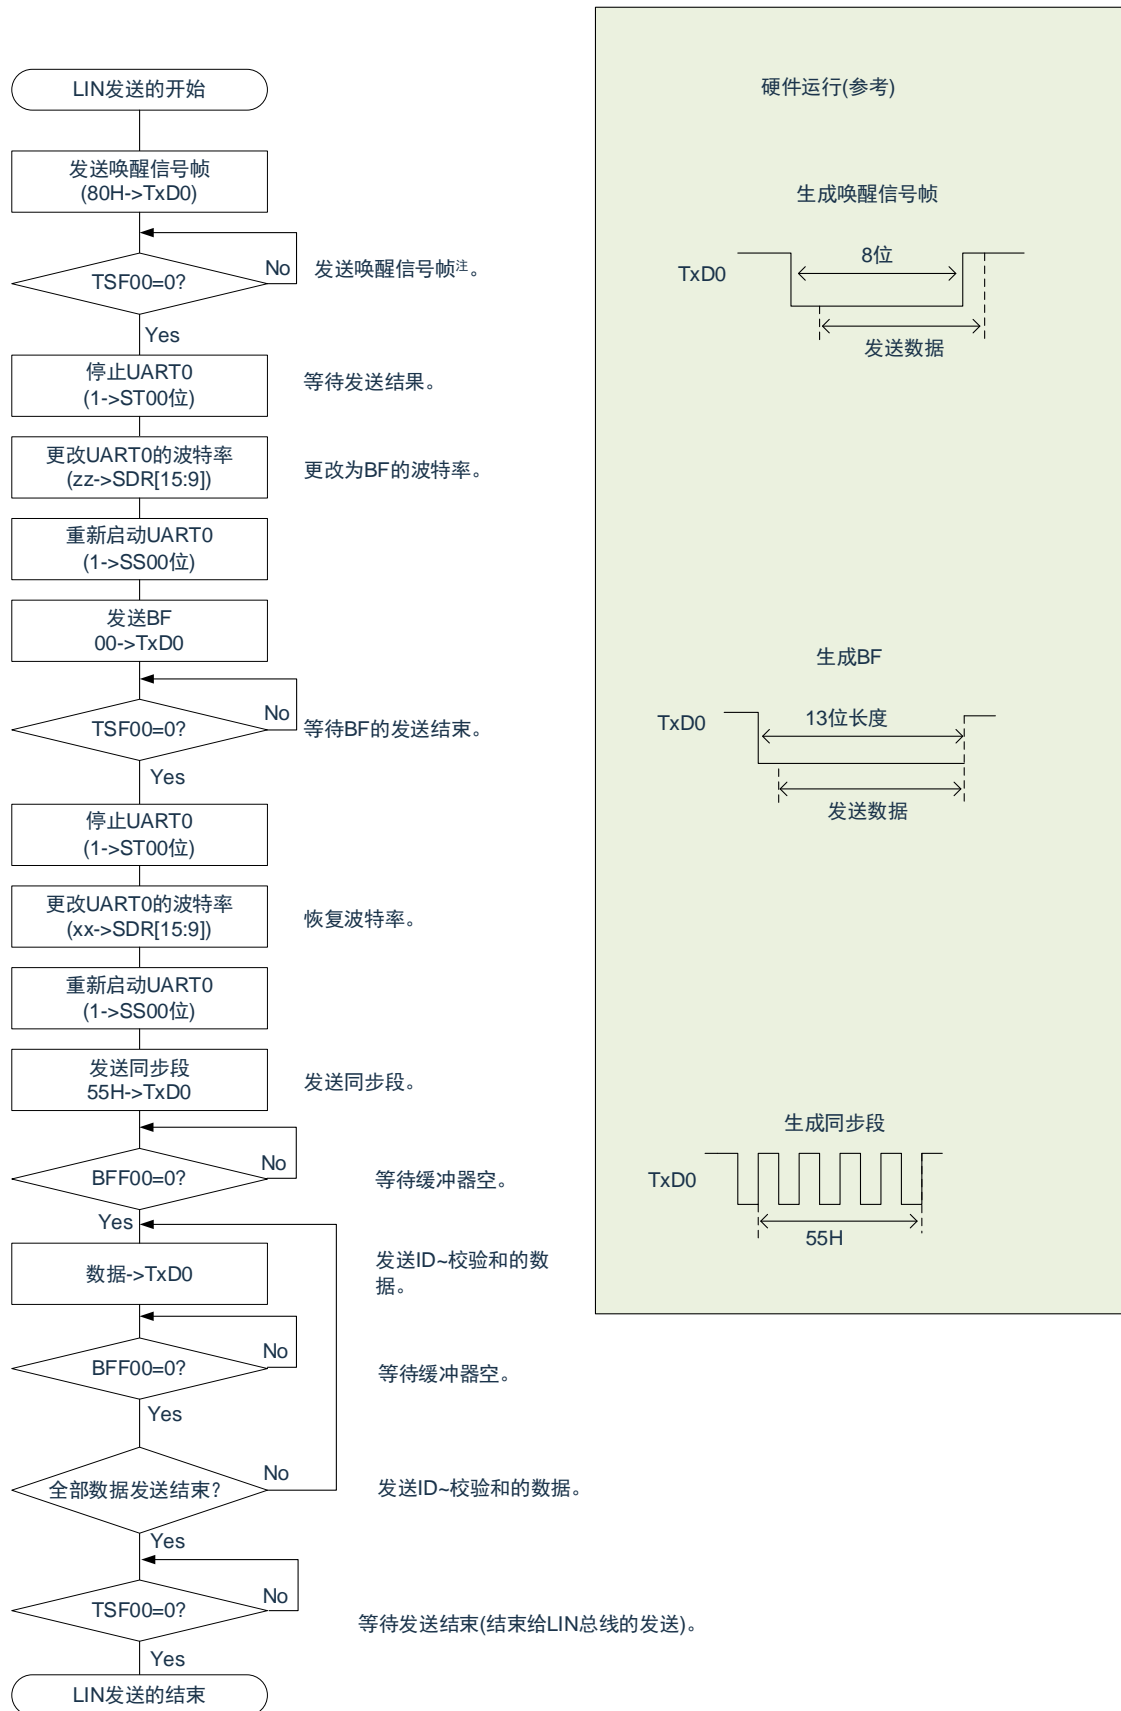 LIN发送的开始
发送唤醒信号帧
(80H->TxD0)
TSF00=0?
No
发送唤醒信号帧注。
Yes
停止UART0
(1->ST00位)
等待发送结果。
更改UART0的波特率
(zz->SDR[15:9])
更改为BF的波特率。
重新启动UART0
(1->SS00位)
发送BF
00->TxD0
TSF00=0?
No
等待BF的发送结束。
Yes
停止UART0
(1->ST00位)
更改UART0的波特率
(xx->SDR[15:9])
恢复波特率。
重新启动UART0
(1->SS00位)
发送同步段
55H->TxD0
发送同步段。
BFF00=0?
No
等待缓冲器空。
Yes
数据->TxD0
发送ID~校验和的数
据。
BFF00=0?
No
等待缓冲器空。
Yes
全部数据发送结束?
No
发送ID~校验和的数据。
Yes
TSF00=0?
No
等待发送结束(结束给LIN总线的发送)。
Yes
LIN发送的结束
硬件运行(参考)
生成唤醒信号帧
TxD0
8位
发送数据
生成BF
TxD0
13位长度
发送数据
生成同步段
TxD0
55H